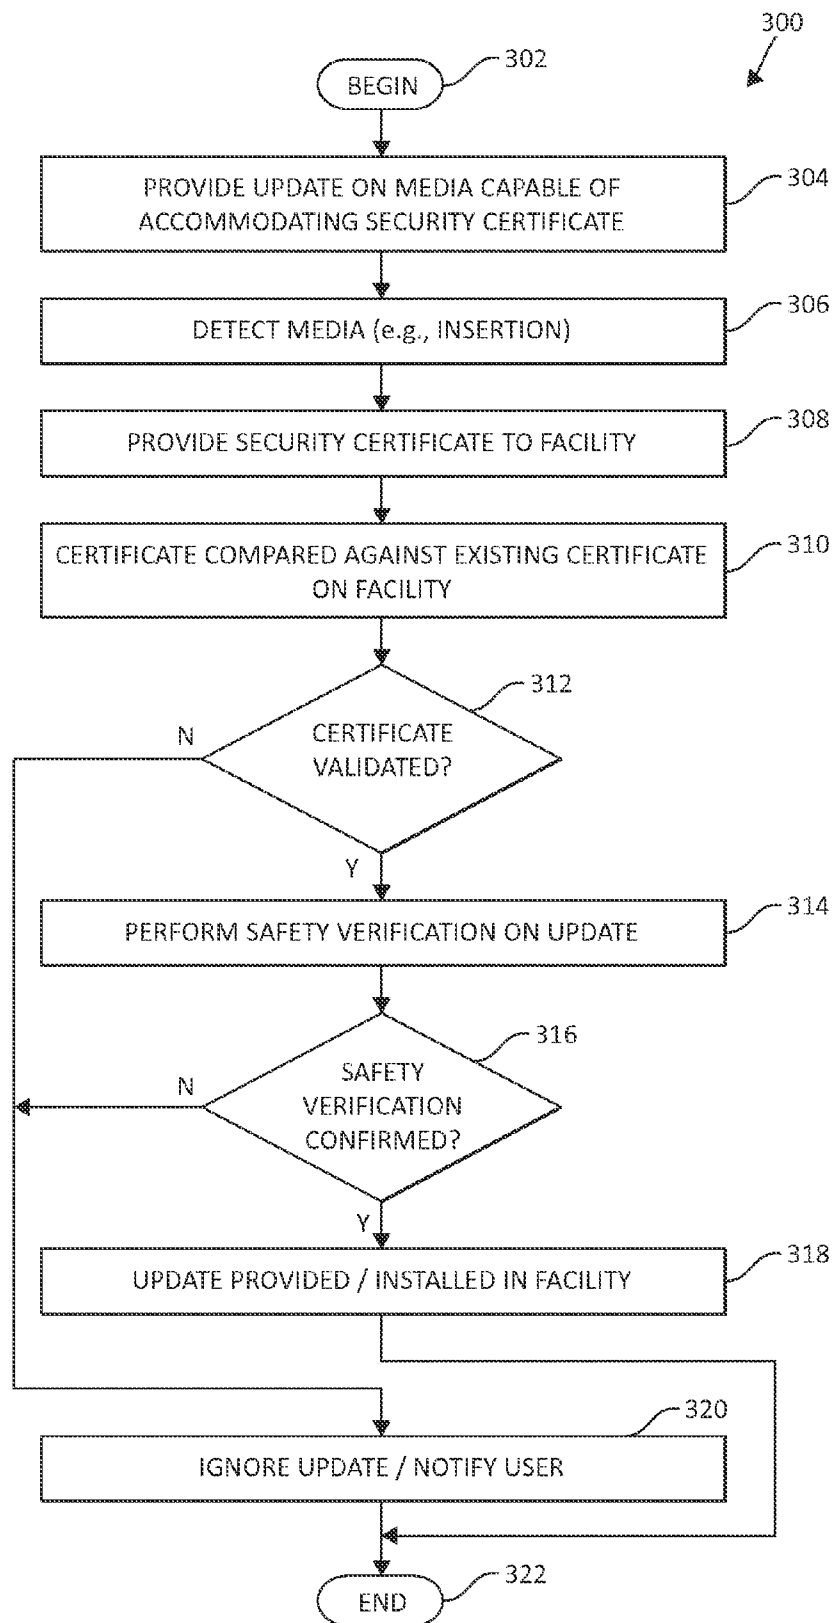 300
BEGIN
302
PROVIDE UPDATE ON MEDIA CAPABLE OF
ACCOMMODATING SECURITY CERTIFICATE
304
DETECT MEDIA (e.g., INSERTION)
306
PROVIDE SECURITY CERTIFICATE TO FACILITY
308
CERTIFICATE COMPARED AGAINST EXISTING CERTIFICATE
ON FACILITY
310
312
N
CERTIFICATE
VALIDATED?
Y
PERFORM SAFETY VERIFICATION ON UPDATE
314
316
N
SAFETY
VERIFICATION
CONFIRMED?
Y
UPDATE PROVIDED / INSTALLED IN FACILITY
318
320
IGNORE UPDATE / NOTIFY USER
END
322